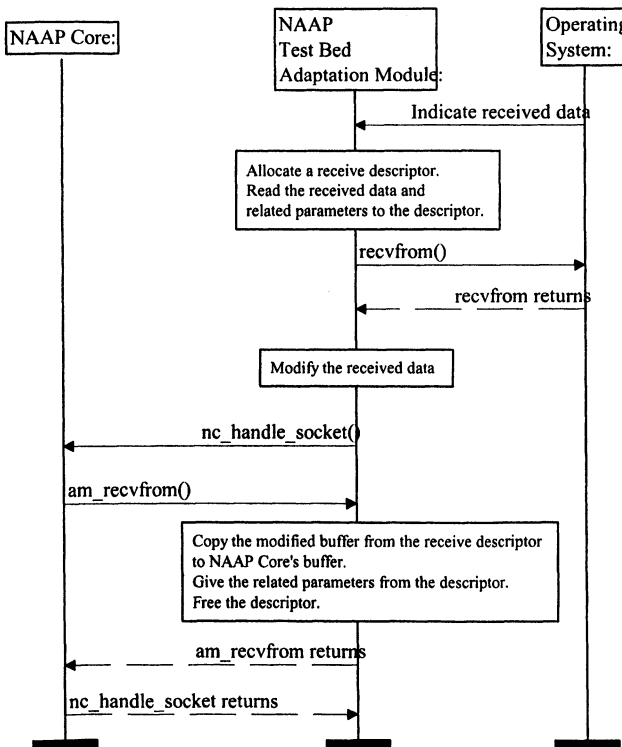 NAAP Core:
NAAP
Test Bed
Adaptation Module:
Operating
System:
Indicate received data
Allocate a receive descriptor.
Read the received data and
related parameters to the descriptor.
recvfrom()
recvfrom returns
Modify the received data
nc_handle_socket()
am_recvfrom()
Copy the modified buffer from the receive descriptor
to NAAP Core's buffer.
Give the related parameters from the descriptor.
Free the descriptor.
am_recvfrom returns
nc_handle_socket returns